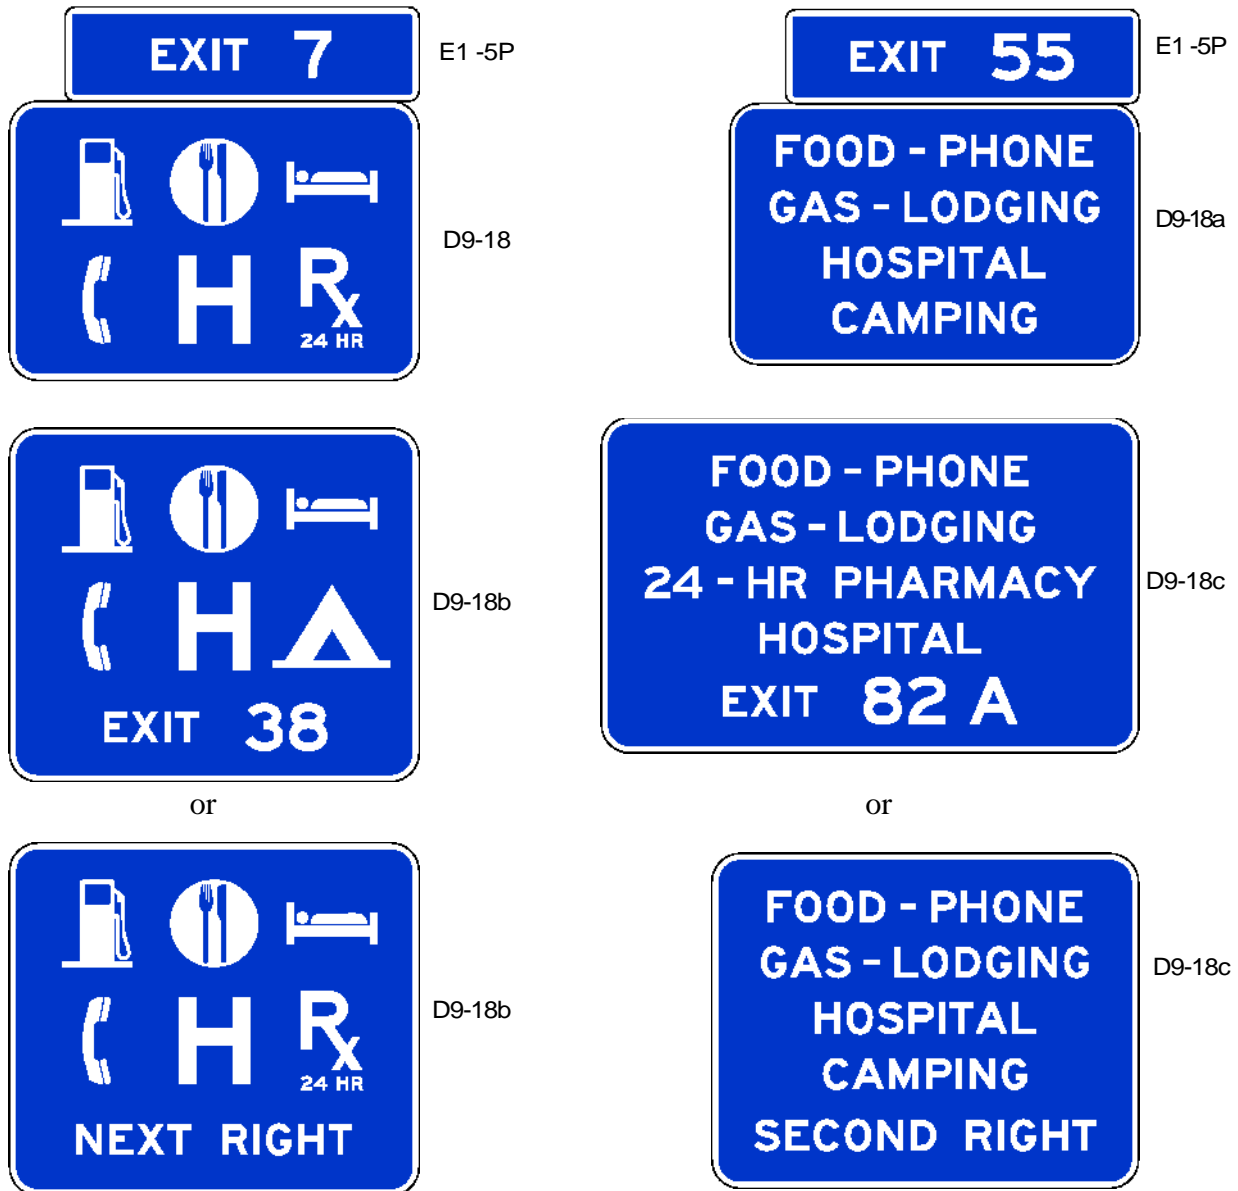 EXIT 7
E1 -5P
D9-18
H
Rx
24 HR
EXIT 55
E1 -5P
FOOD - PHONE
GAS - LODGING
HOSPITAL
CAMPING
D9-18a
H
D9-18b
EXIT 38
or
FOOD - PHONE
GAS - LODGING
24 - HR PHARMACY
HOSPITAL
EXIT 82 A
D9-18c
or
H
Rx
24 HR
D9-18b
NEXT RIGHT
FOOD - PHONE
GAS - LODGING
HOSPITAL
CAMPING
SECOND RIGHT
D9-18c